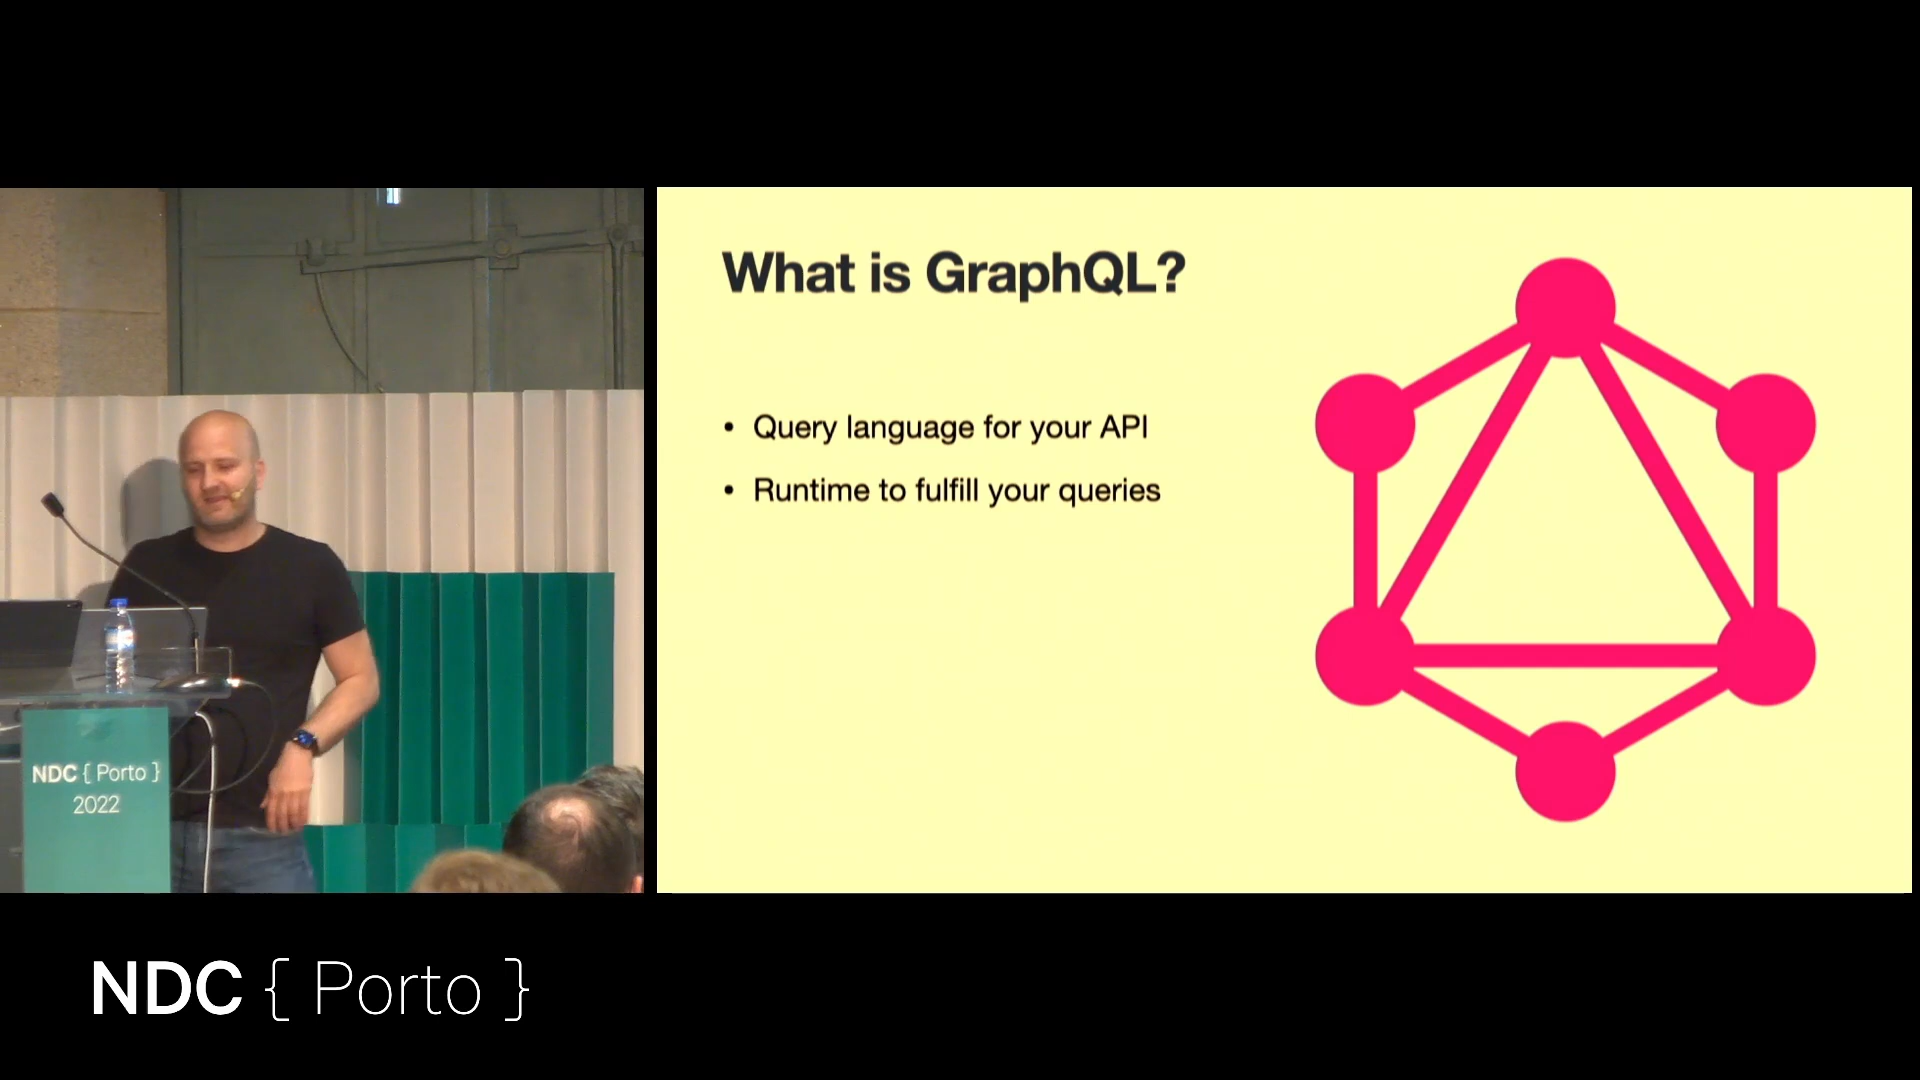 What is GraphQL?
• Query language for your API
• Runtime to fulfill your queries
NDC { Porto }
2022
NDC { Porto }